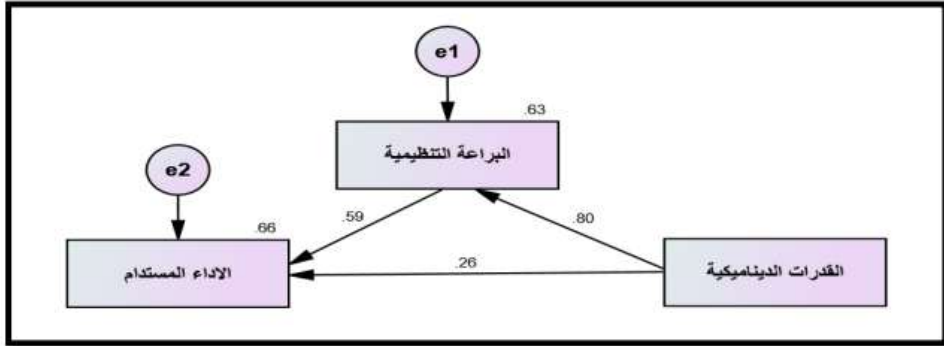 e1
.63
البراعة التنظيمية
e2
.59
.80
.66
الاداء المستدام
.26
القدرات الديناميكية